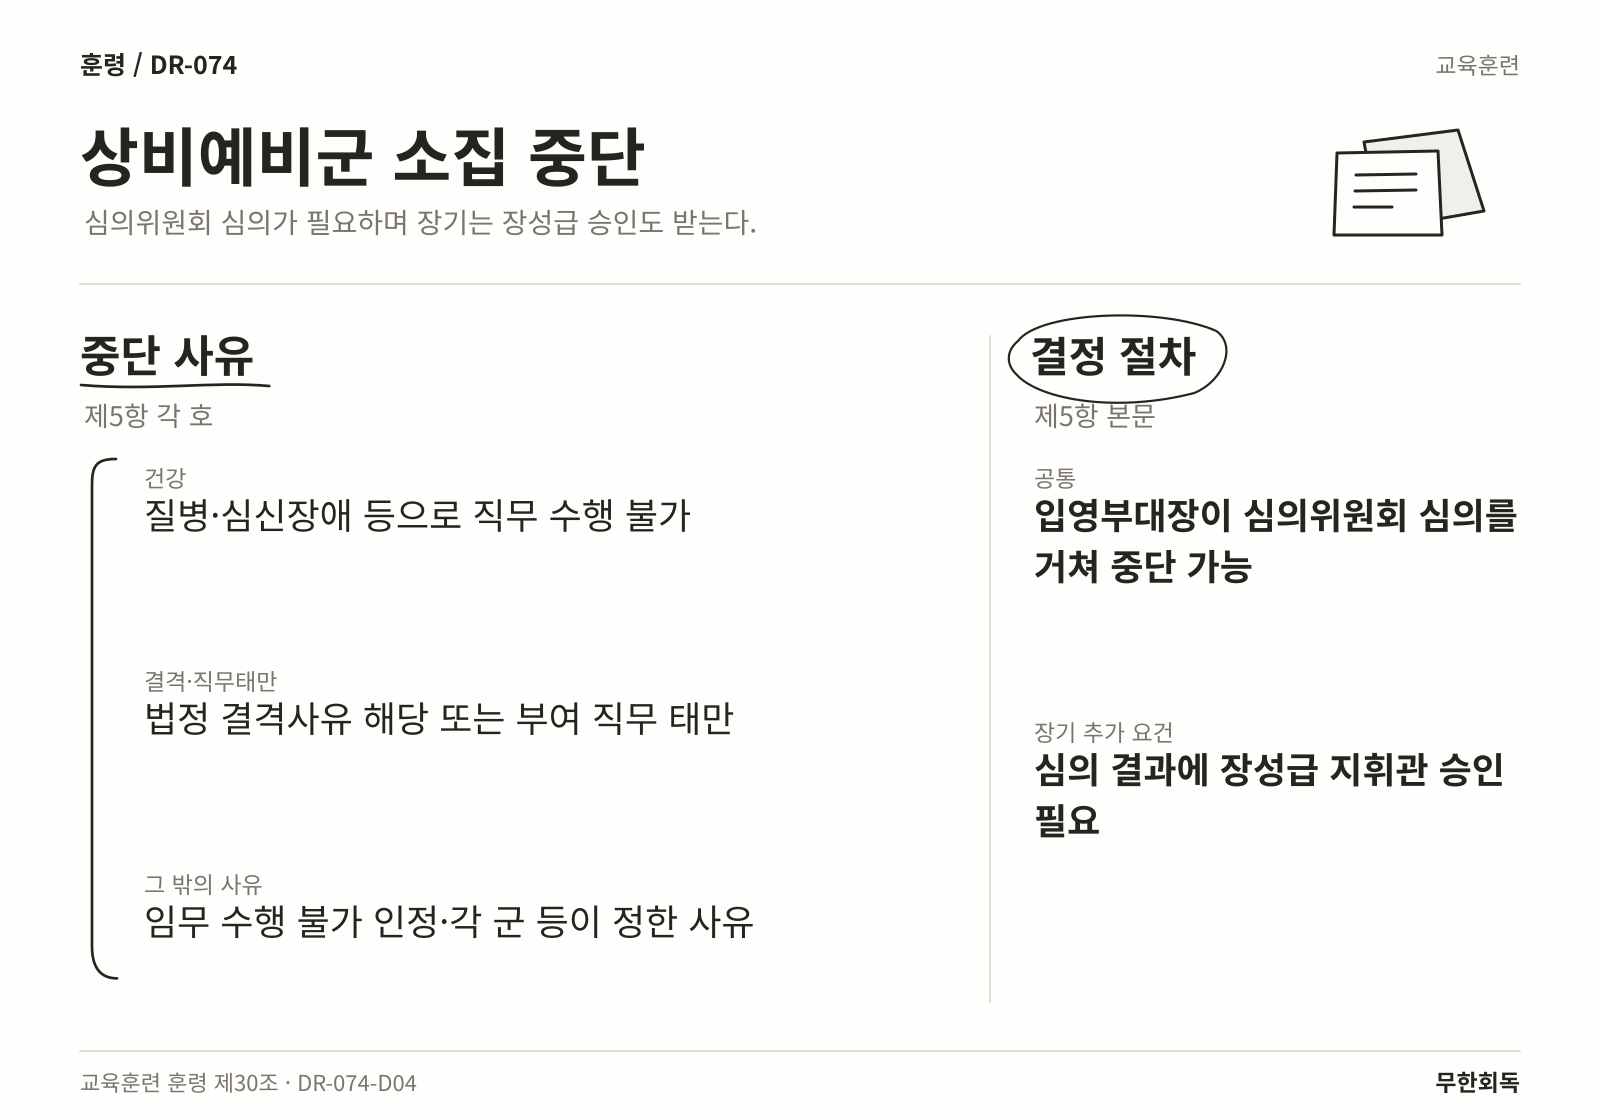 훈령 / DR-074
교육훈련
상비예비군 소집 중단
심의위원회 심의가 필요하며 장기는 장성급 승인도 받는다.
중단 사유
제5항 각 호
건강
질병·심신장애 등으로 직무 수행 불가
결격·직무태만
법정 결격사유 해당 또는 부여 직무 태만
그 밖의 사유
임무 수행 불가 인정·각 군 등이 정한 사유
결정 절차
제5항 본문
공통
입영부대장이 심의위원회 심의를
거쳐 중단 가능
장기 추가 요건
심의 결과에 장성급 지휘관 승인
필요
교육훈련 훈령 제30조 · DR-074-D04
무한회독